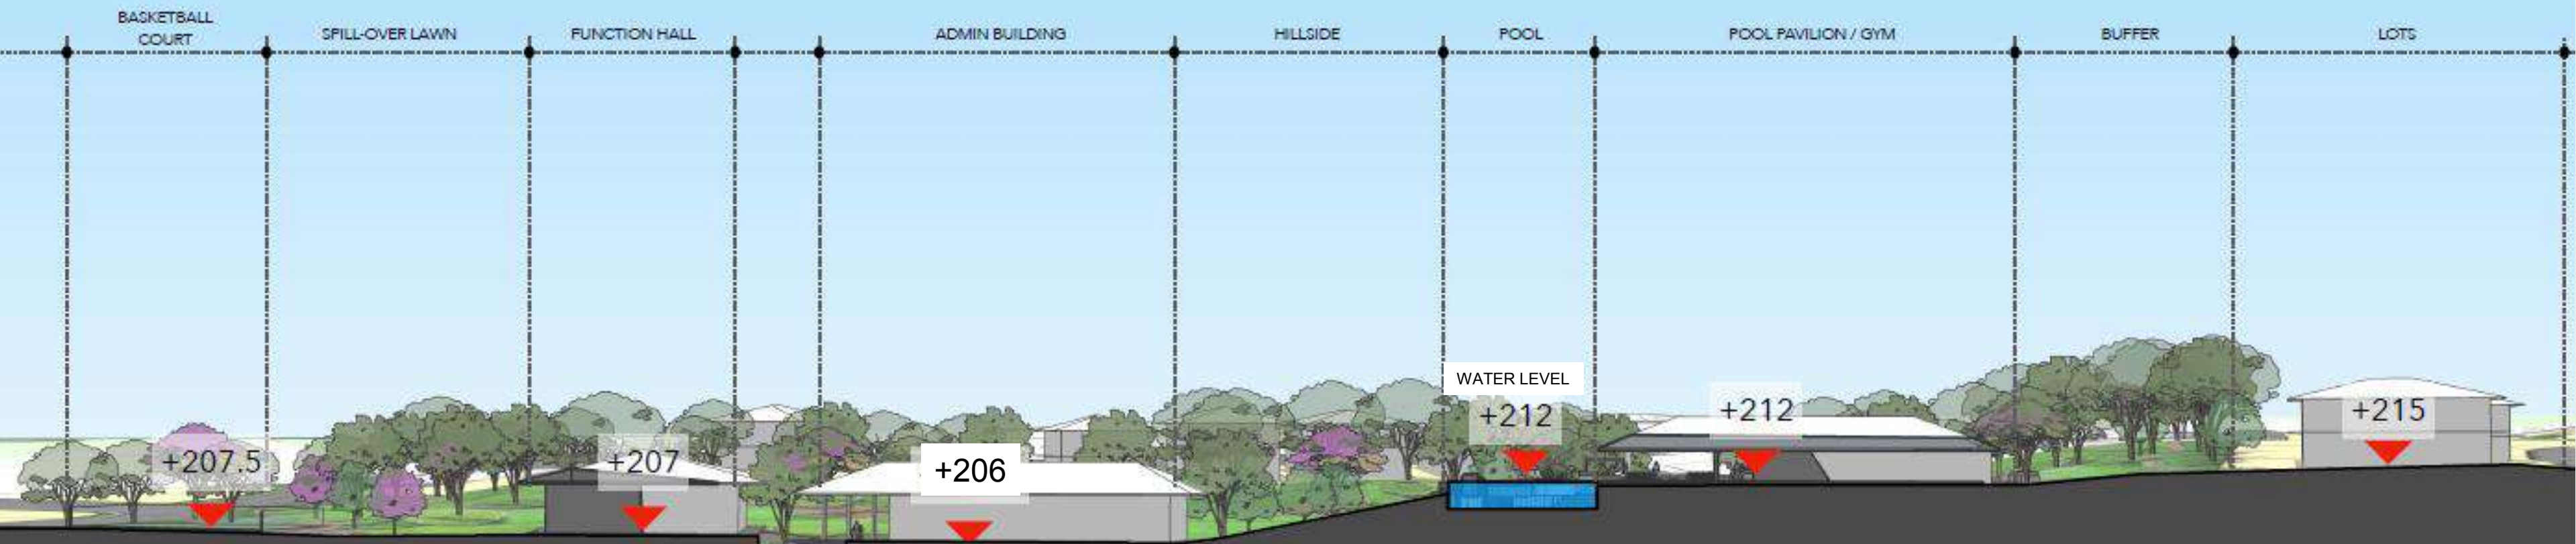 BASKETBALL
COURT
SPILL-OVER LAWN
FUNCTION HALL
ADMIN BUILDING
HILLSIDE
POOL
POOL PAVILION / GYM
BUFFER
LOTS
+207.5
+207
+206
WATER LEVEL
+212
+212
+215